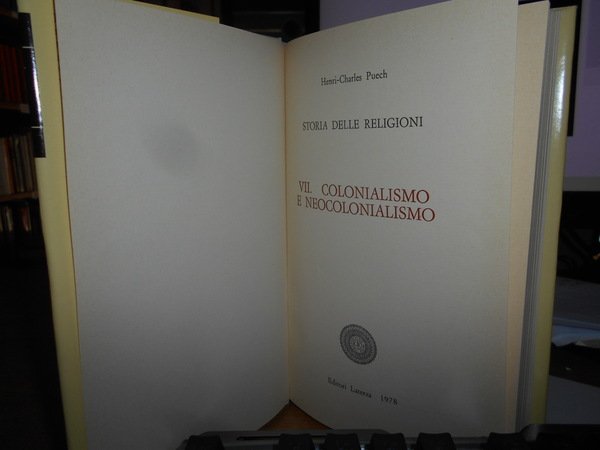 Henri-Charles Puech
STORIA DELLE RELIGIONI
VII. COLONIALISMO
E NEOCOLONIALISMO
Editori Laterza 1978